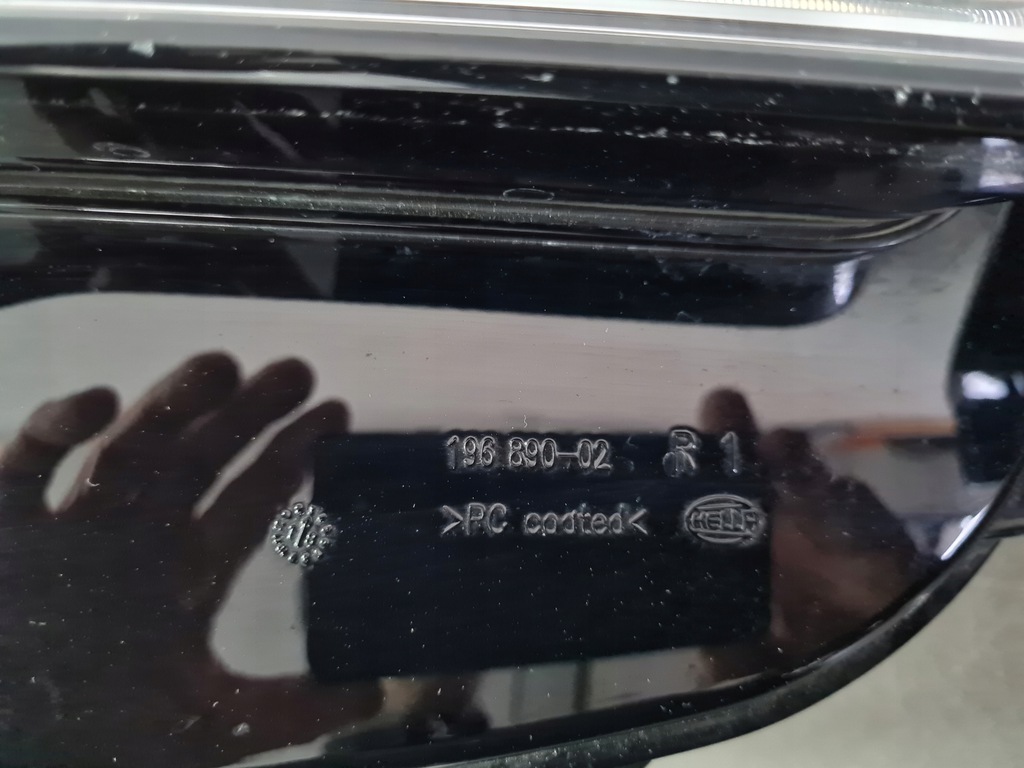 196 890-02 R 1
>PC coated< HELLA